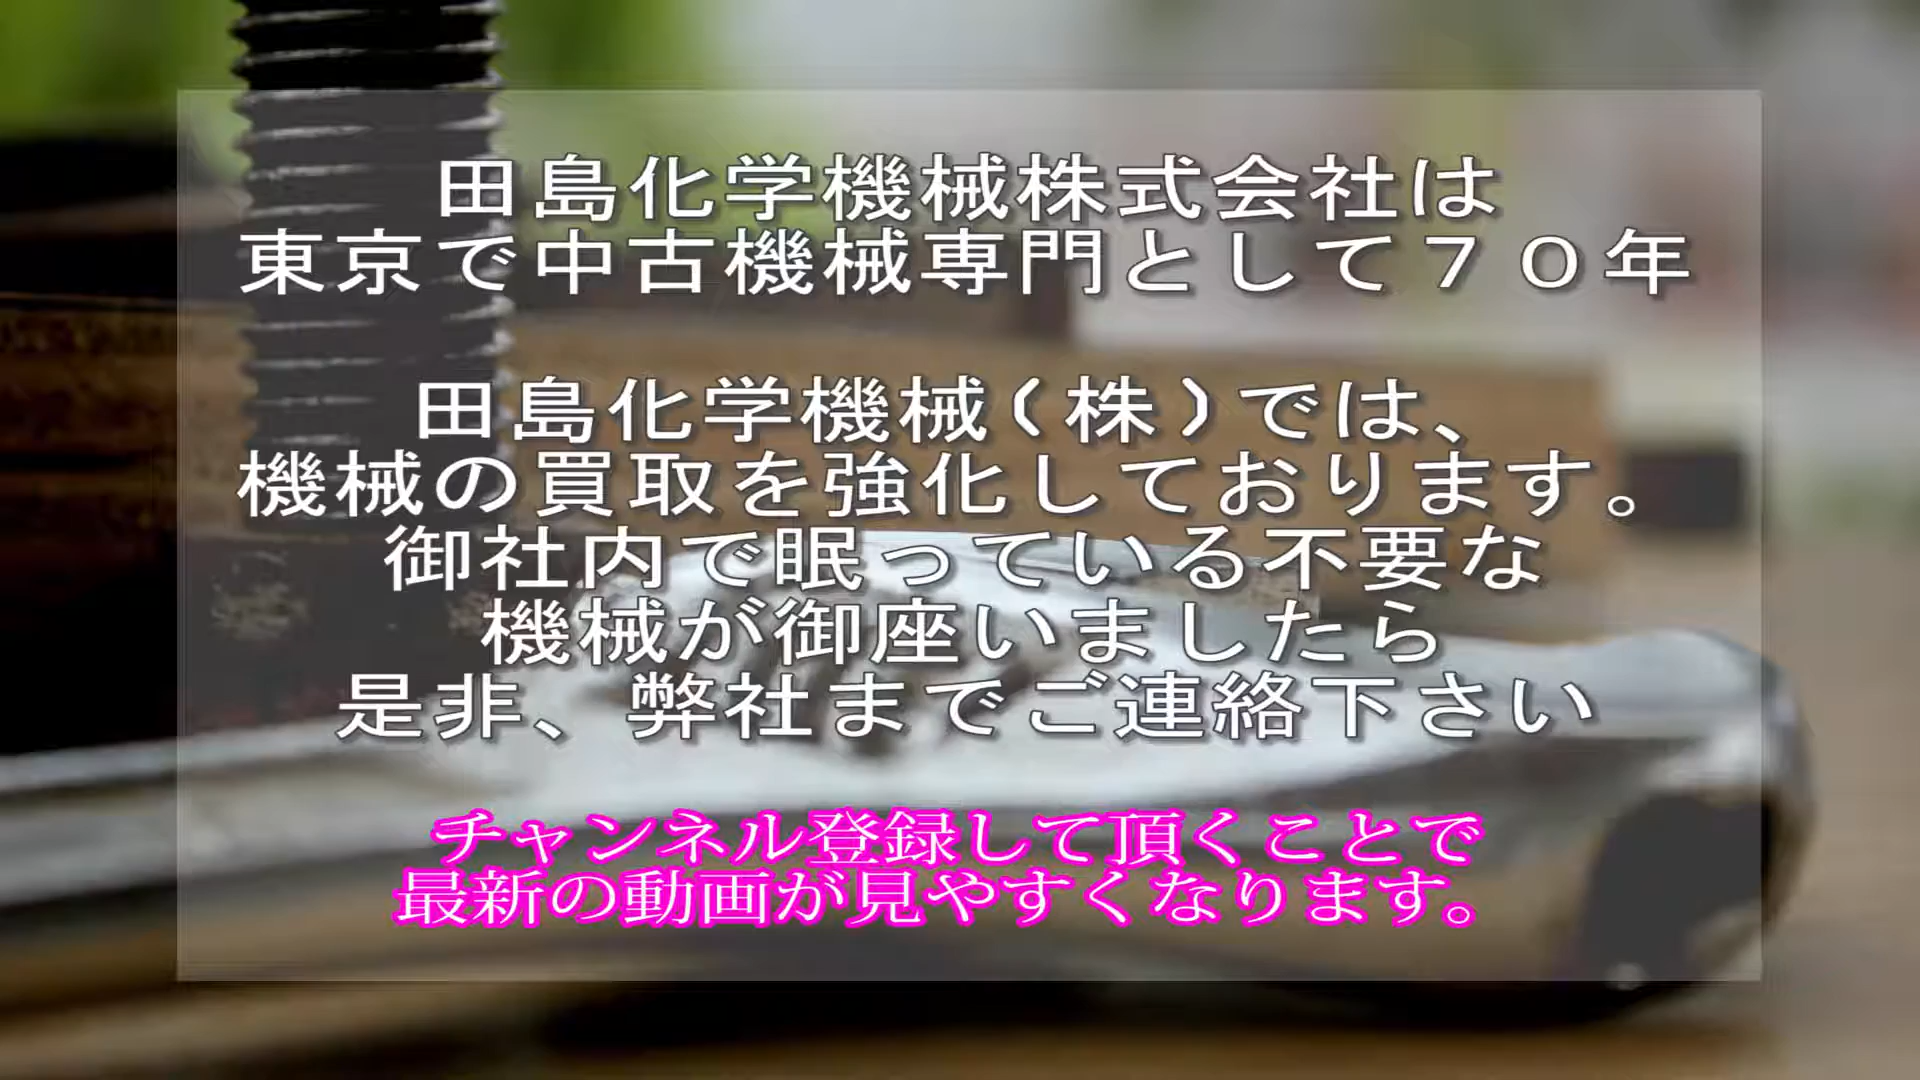 田島化学機械株式会社は
東京で中古機械専門として７０年
田島化学機械(株)では、
機械の買取を強化しております。
御社内で眠っている不要な
機械が御座いましたら
是非、弊社までご連絡下さい
チャンネル登録して頂くことで
最新の動画が見やすくなります。